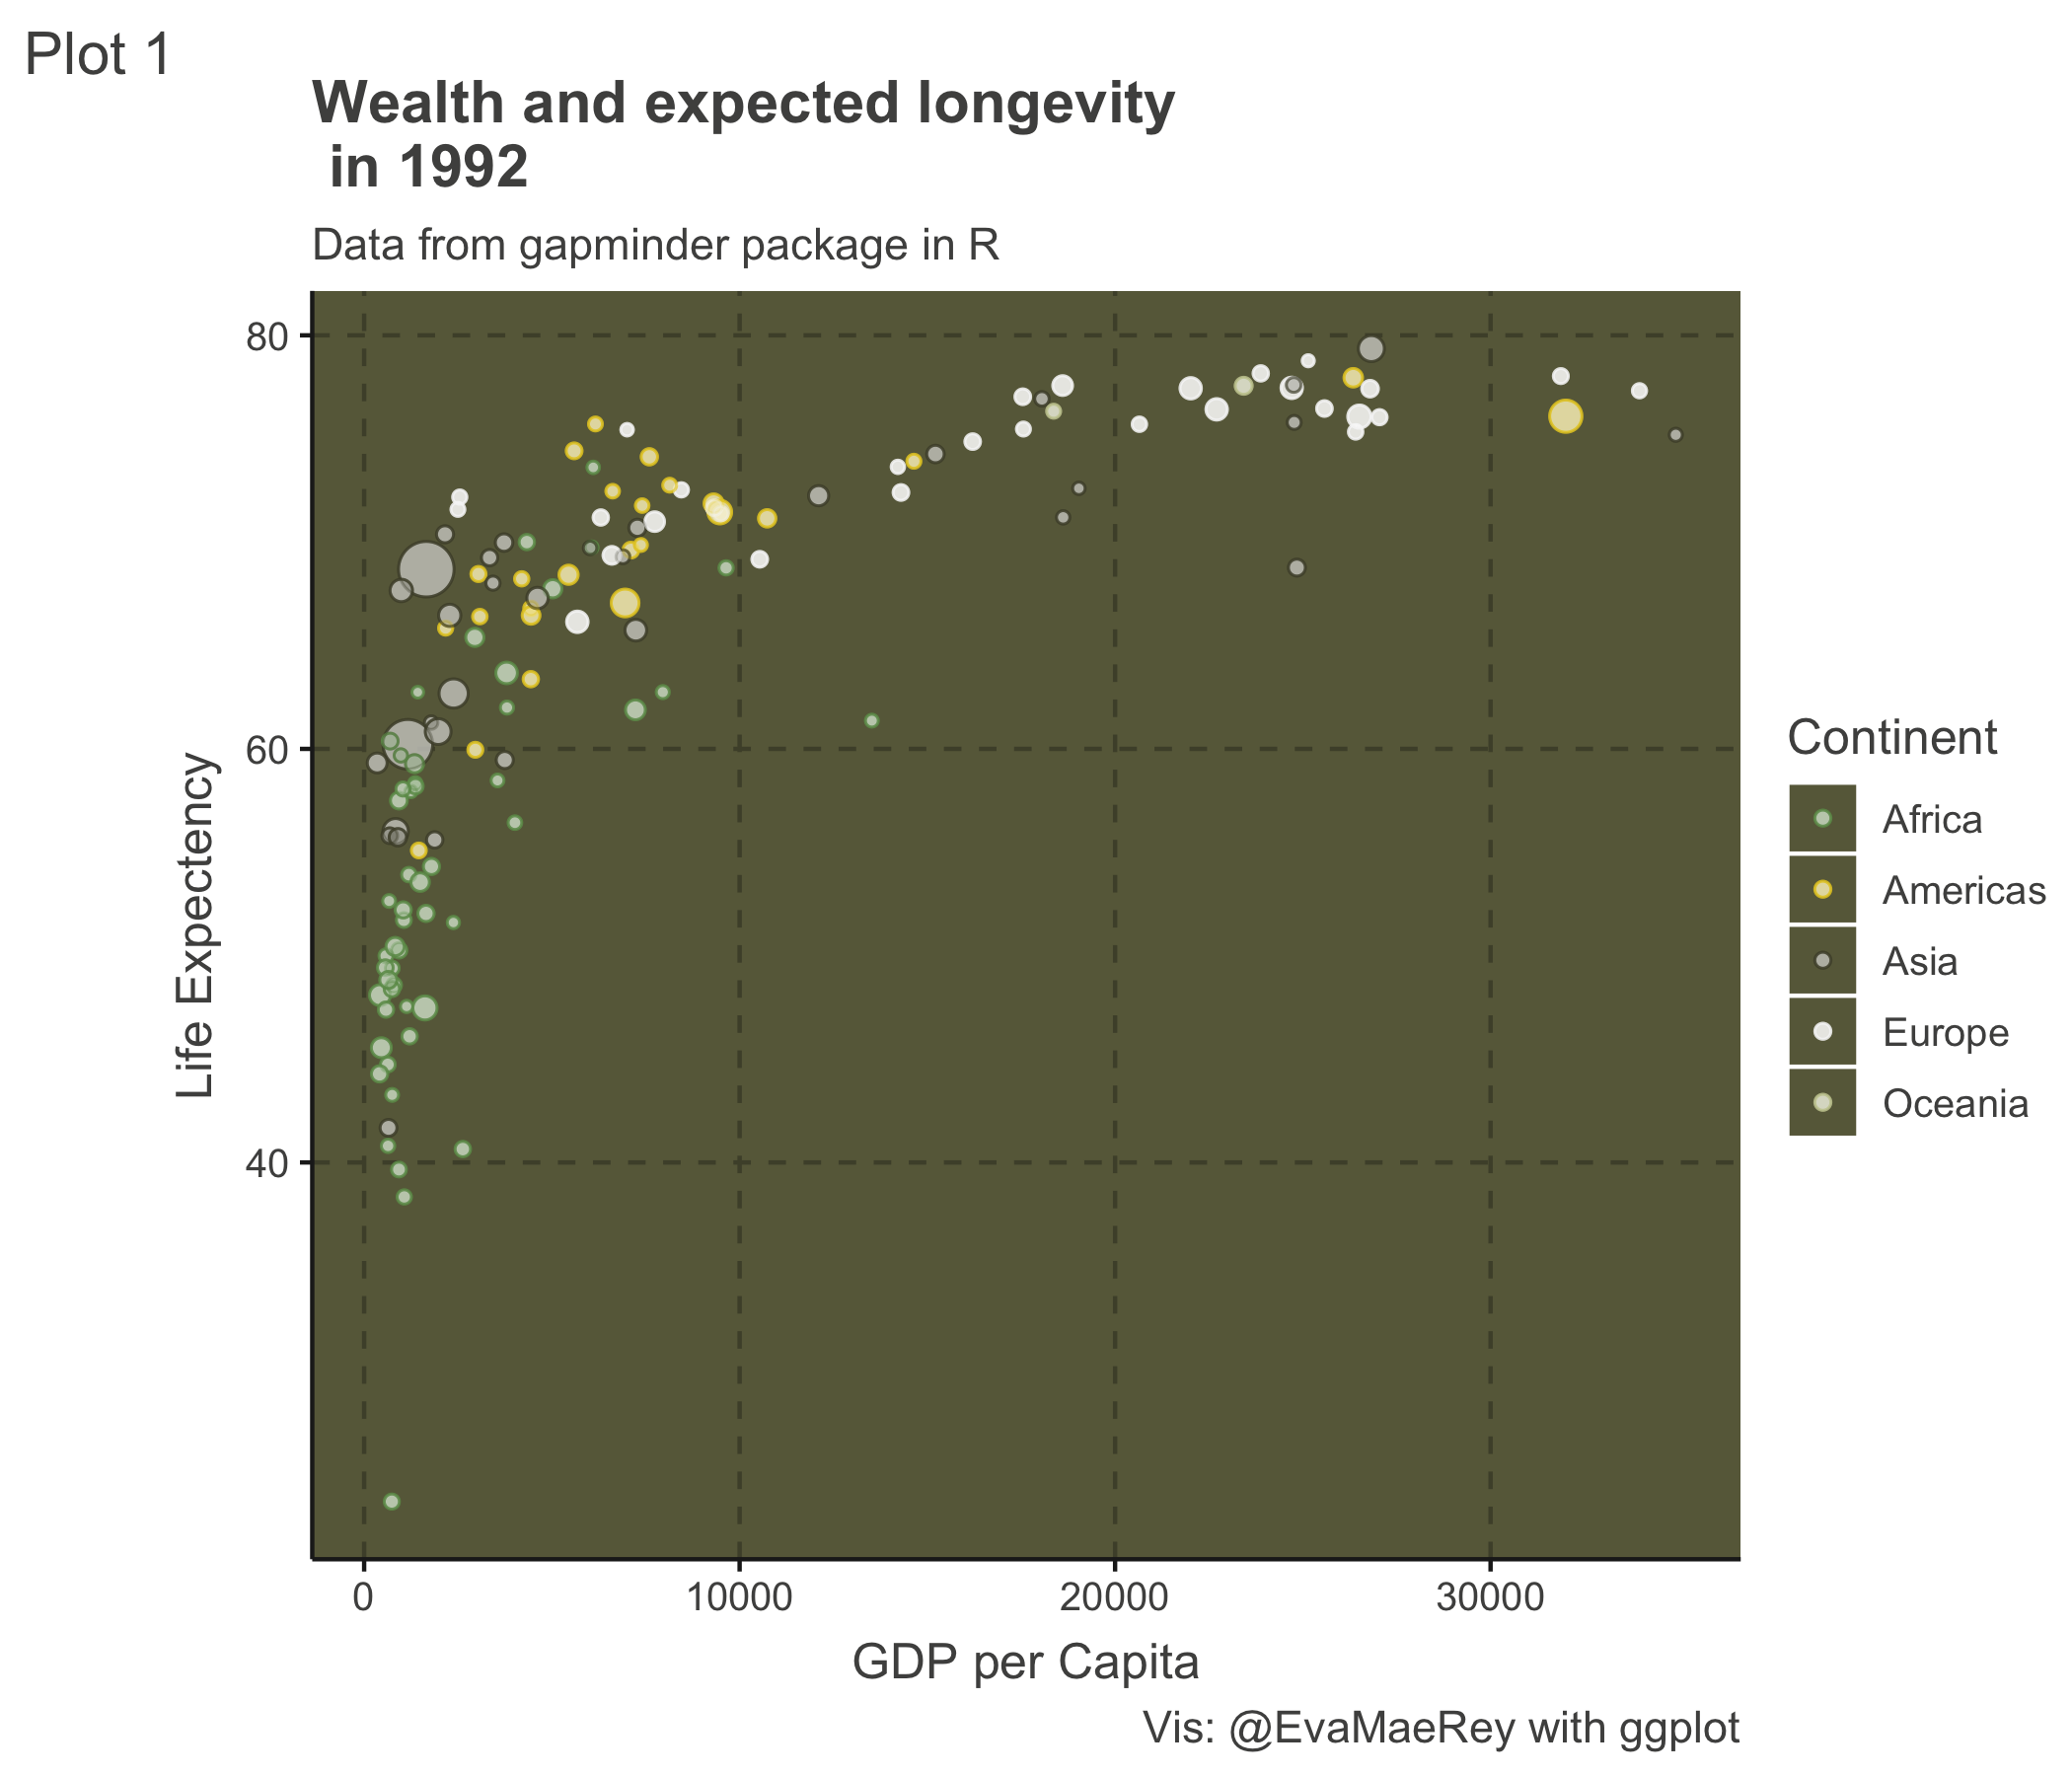 Plot 1
Wealth and expected longevity
in 1992
Data from gapminder package in R
80
60
40
Life Expectency
0
10000
20000
30000
GDP per Capita
Continent
Africa
Americas
Asia
Europe
Oceania
Vis: @EvaMaeRey with ggplot